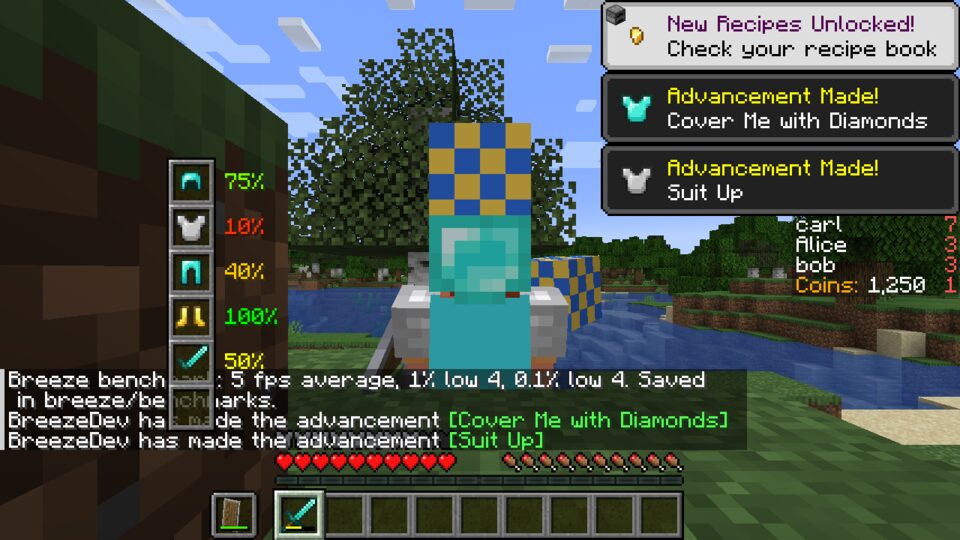 New Recipes Unlocked!
Check your recipe book
Advancement Made!
Cover Me with Diamonds
Advancement Made!
Suit Up
75%
10%
40%
100%
50%
carl 7
Alice 3
bob 3
Coins: 1,250 1
Breeze : 5 fps average, 1% low 4, 0.1% low 4. Saved
in breeze/benchmarks.
BreezeDev has made the advancement [Cover Me with Diamonds]
BreezeDev has made the advancement [Suit Up]